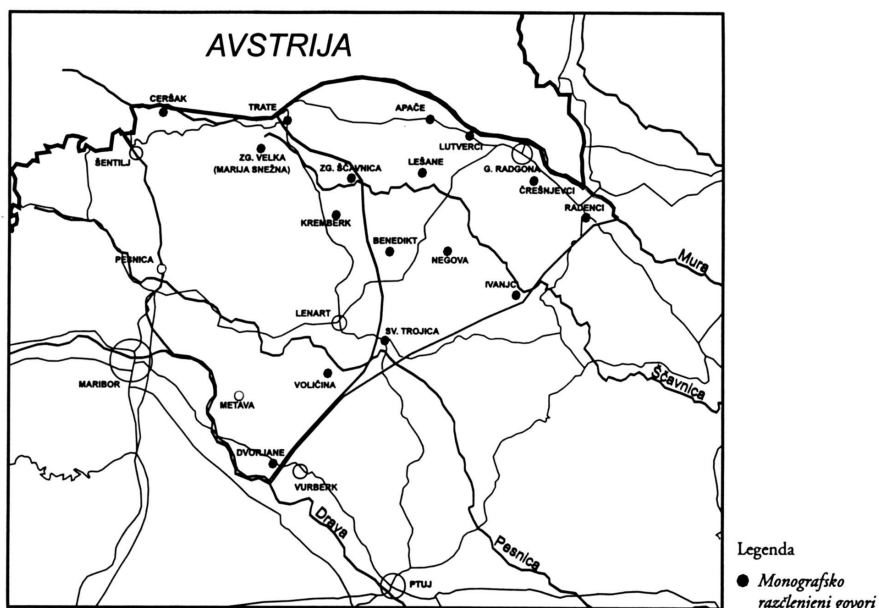 AVSTRIJA
CERŠAK
TRATE
APAČE
LUTVERCI
ŠENTILJ
ZG. VELKA
(MARIJA SNEŽNA)
ZG. ŠČAVNICA
LEŠANE
G. RADGONA
ČREŠNJEVCI
RADENCI
KREMBERK
BENEDIKT
NEGOVA
Mura
PESNICA
IVANJCI
LENART
SV. TROJICA
MARIBOR
VOLIČINA
Ščavnica
METAVA
DVORJANE
VURBERK
Drava
Pesnica
PTUJ
Legenda
Monografsko
razčlenjeni govori